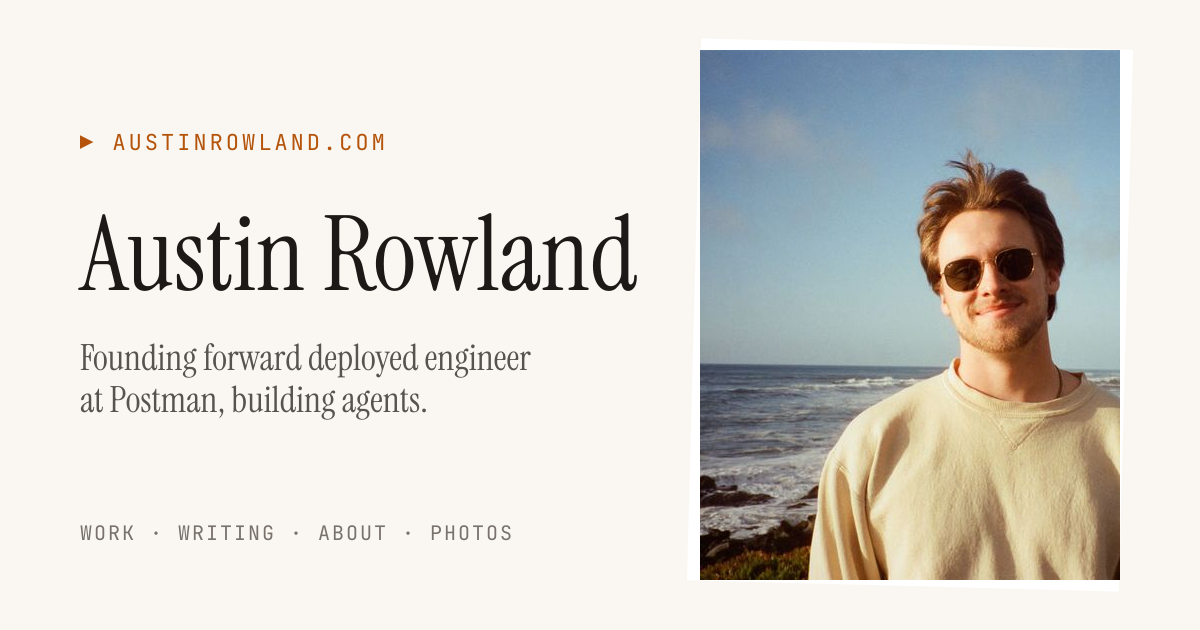 ▶ AUSTINROWLAND.COM
Austin Rowland
Founding forward deployed engineer
at Postman, building agents.
WORK · WRITING · ABOUT · PHOTOS